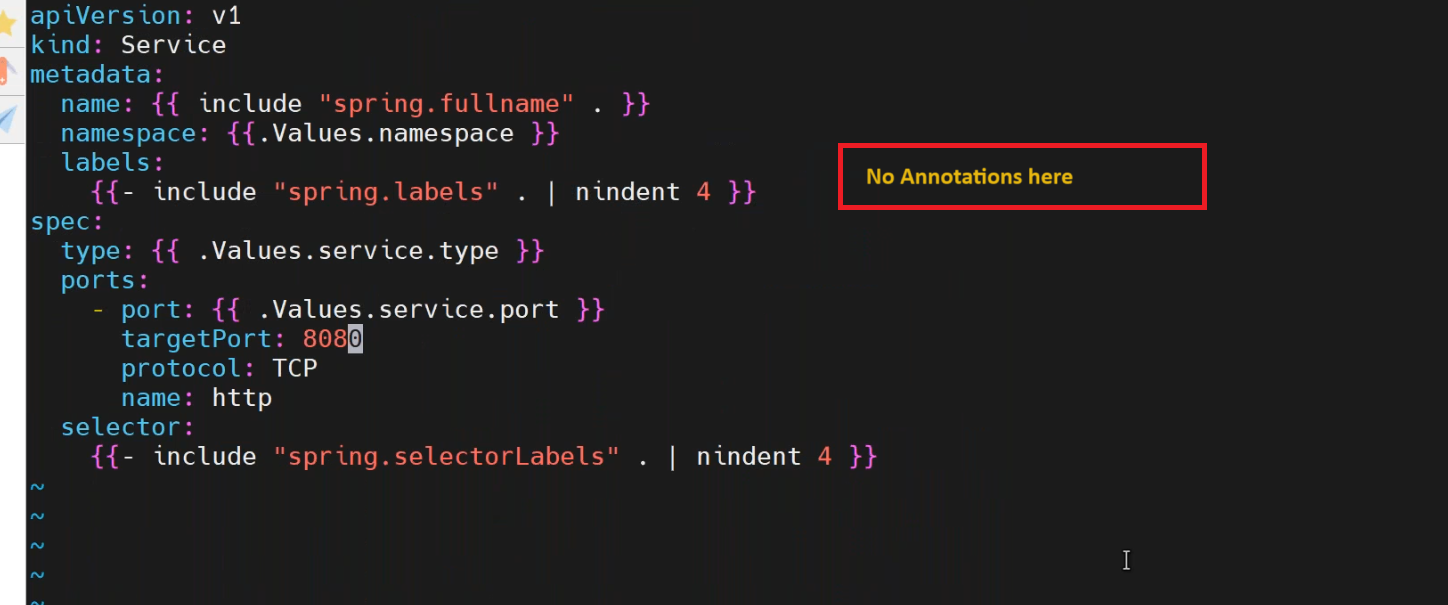 apiVersion: v1
kind: Service
metadata:
  name: {{ include "spring.fullname" . }}
  namespace: {{.Values.namespace }}
  labels:
    {{- include "spring.labels" . | nindent 4 }}
No Annotations here
spec:
  type: {{ .Values.service.type }}
  ports:
    - port: {{ .Values.service.port }}
      targetPort: 8080
      protocol: TCP
      name: http
  selector:
    {{- include "spring.selectorLabels" . | nindent 4 }}
~
~
~
~
~